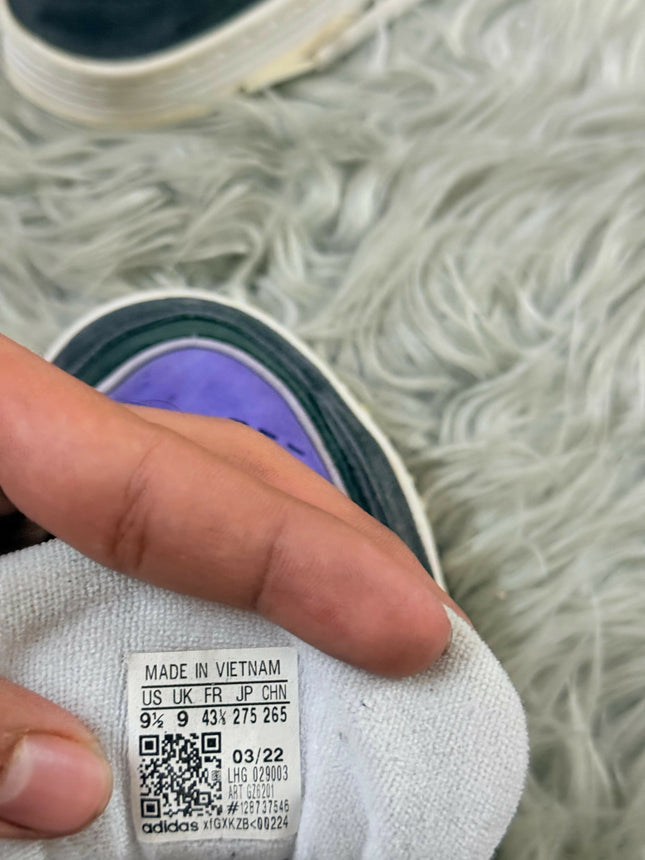 MADE IN VIETNAM
US UK FR JP CHN
9½ 9 43⅓ 275 265
03/22
LHG 029003
ART GZ6201
#128737546
adidas xfGXKZB<00224